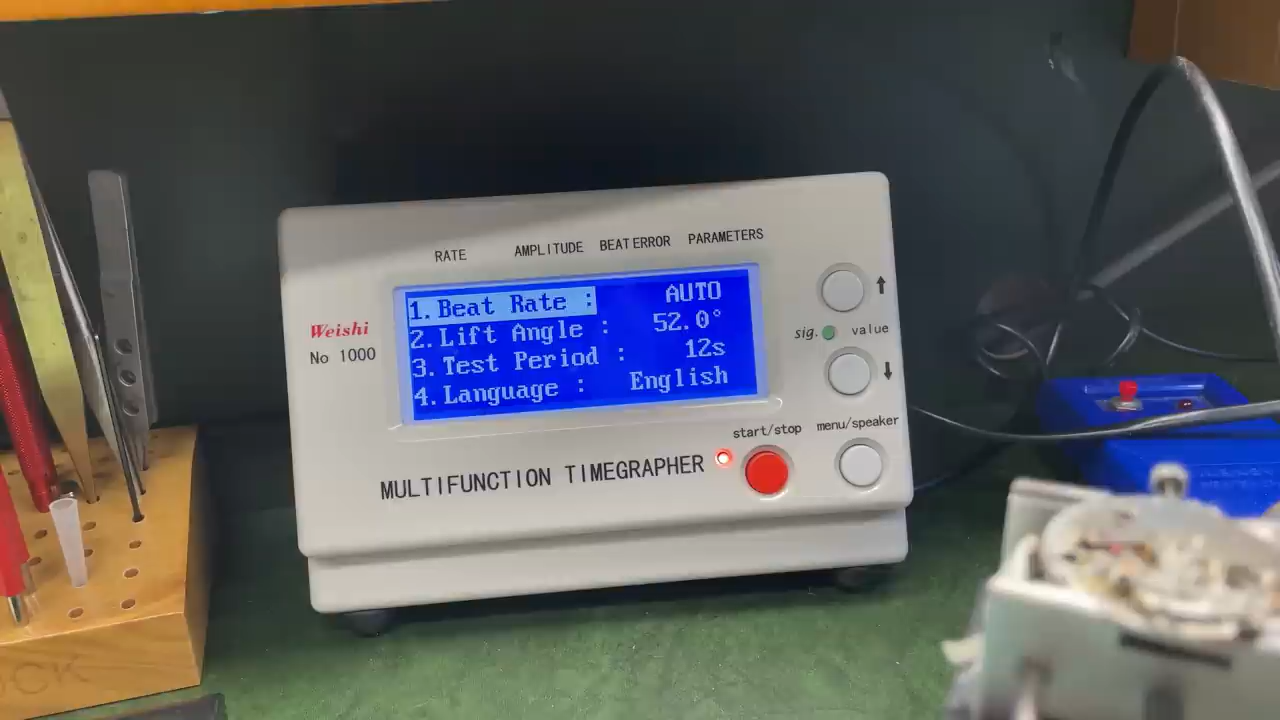 RATE AMPLITUDE BEAT ERROR PARAMETERS
1.Beat Rate : AUTO
2.Lift Angle : 52.0°
3.Test Period : 12s
4.Language : English
Weishi
No 1000
sig. value
start/stop menu/speaker
MULTIFUNCTION TIMEGRAPHER